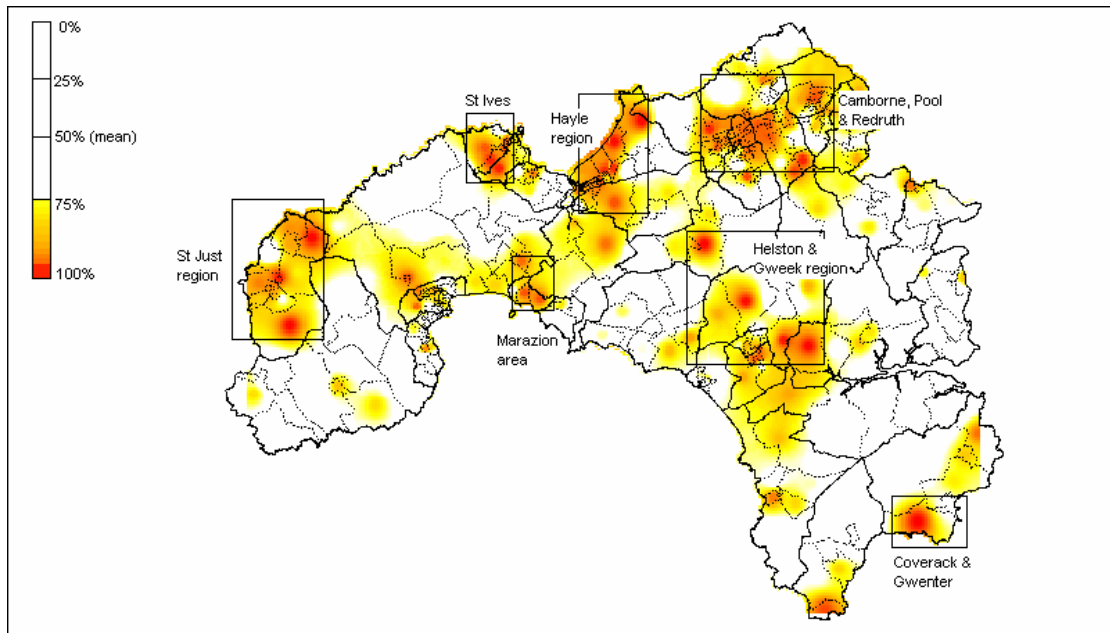 0%
25%
50% (mean)
75%
100%
St Ives
Hayle
region
Camborne, Pool
& Redruth
St Just
region
Helston &
Gweek region
Marazion
area
Coverack &
Gwenter